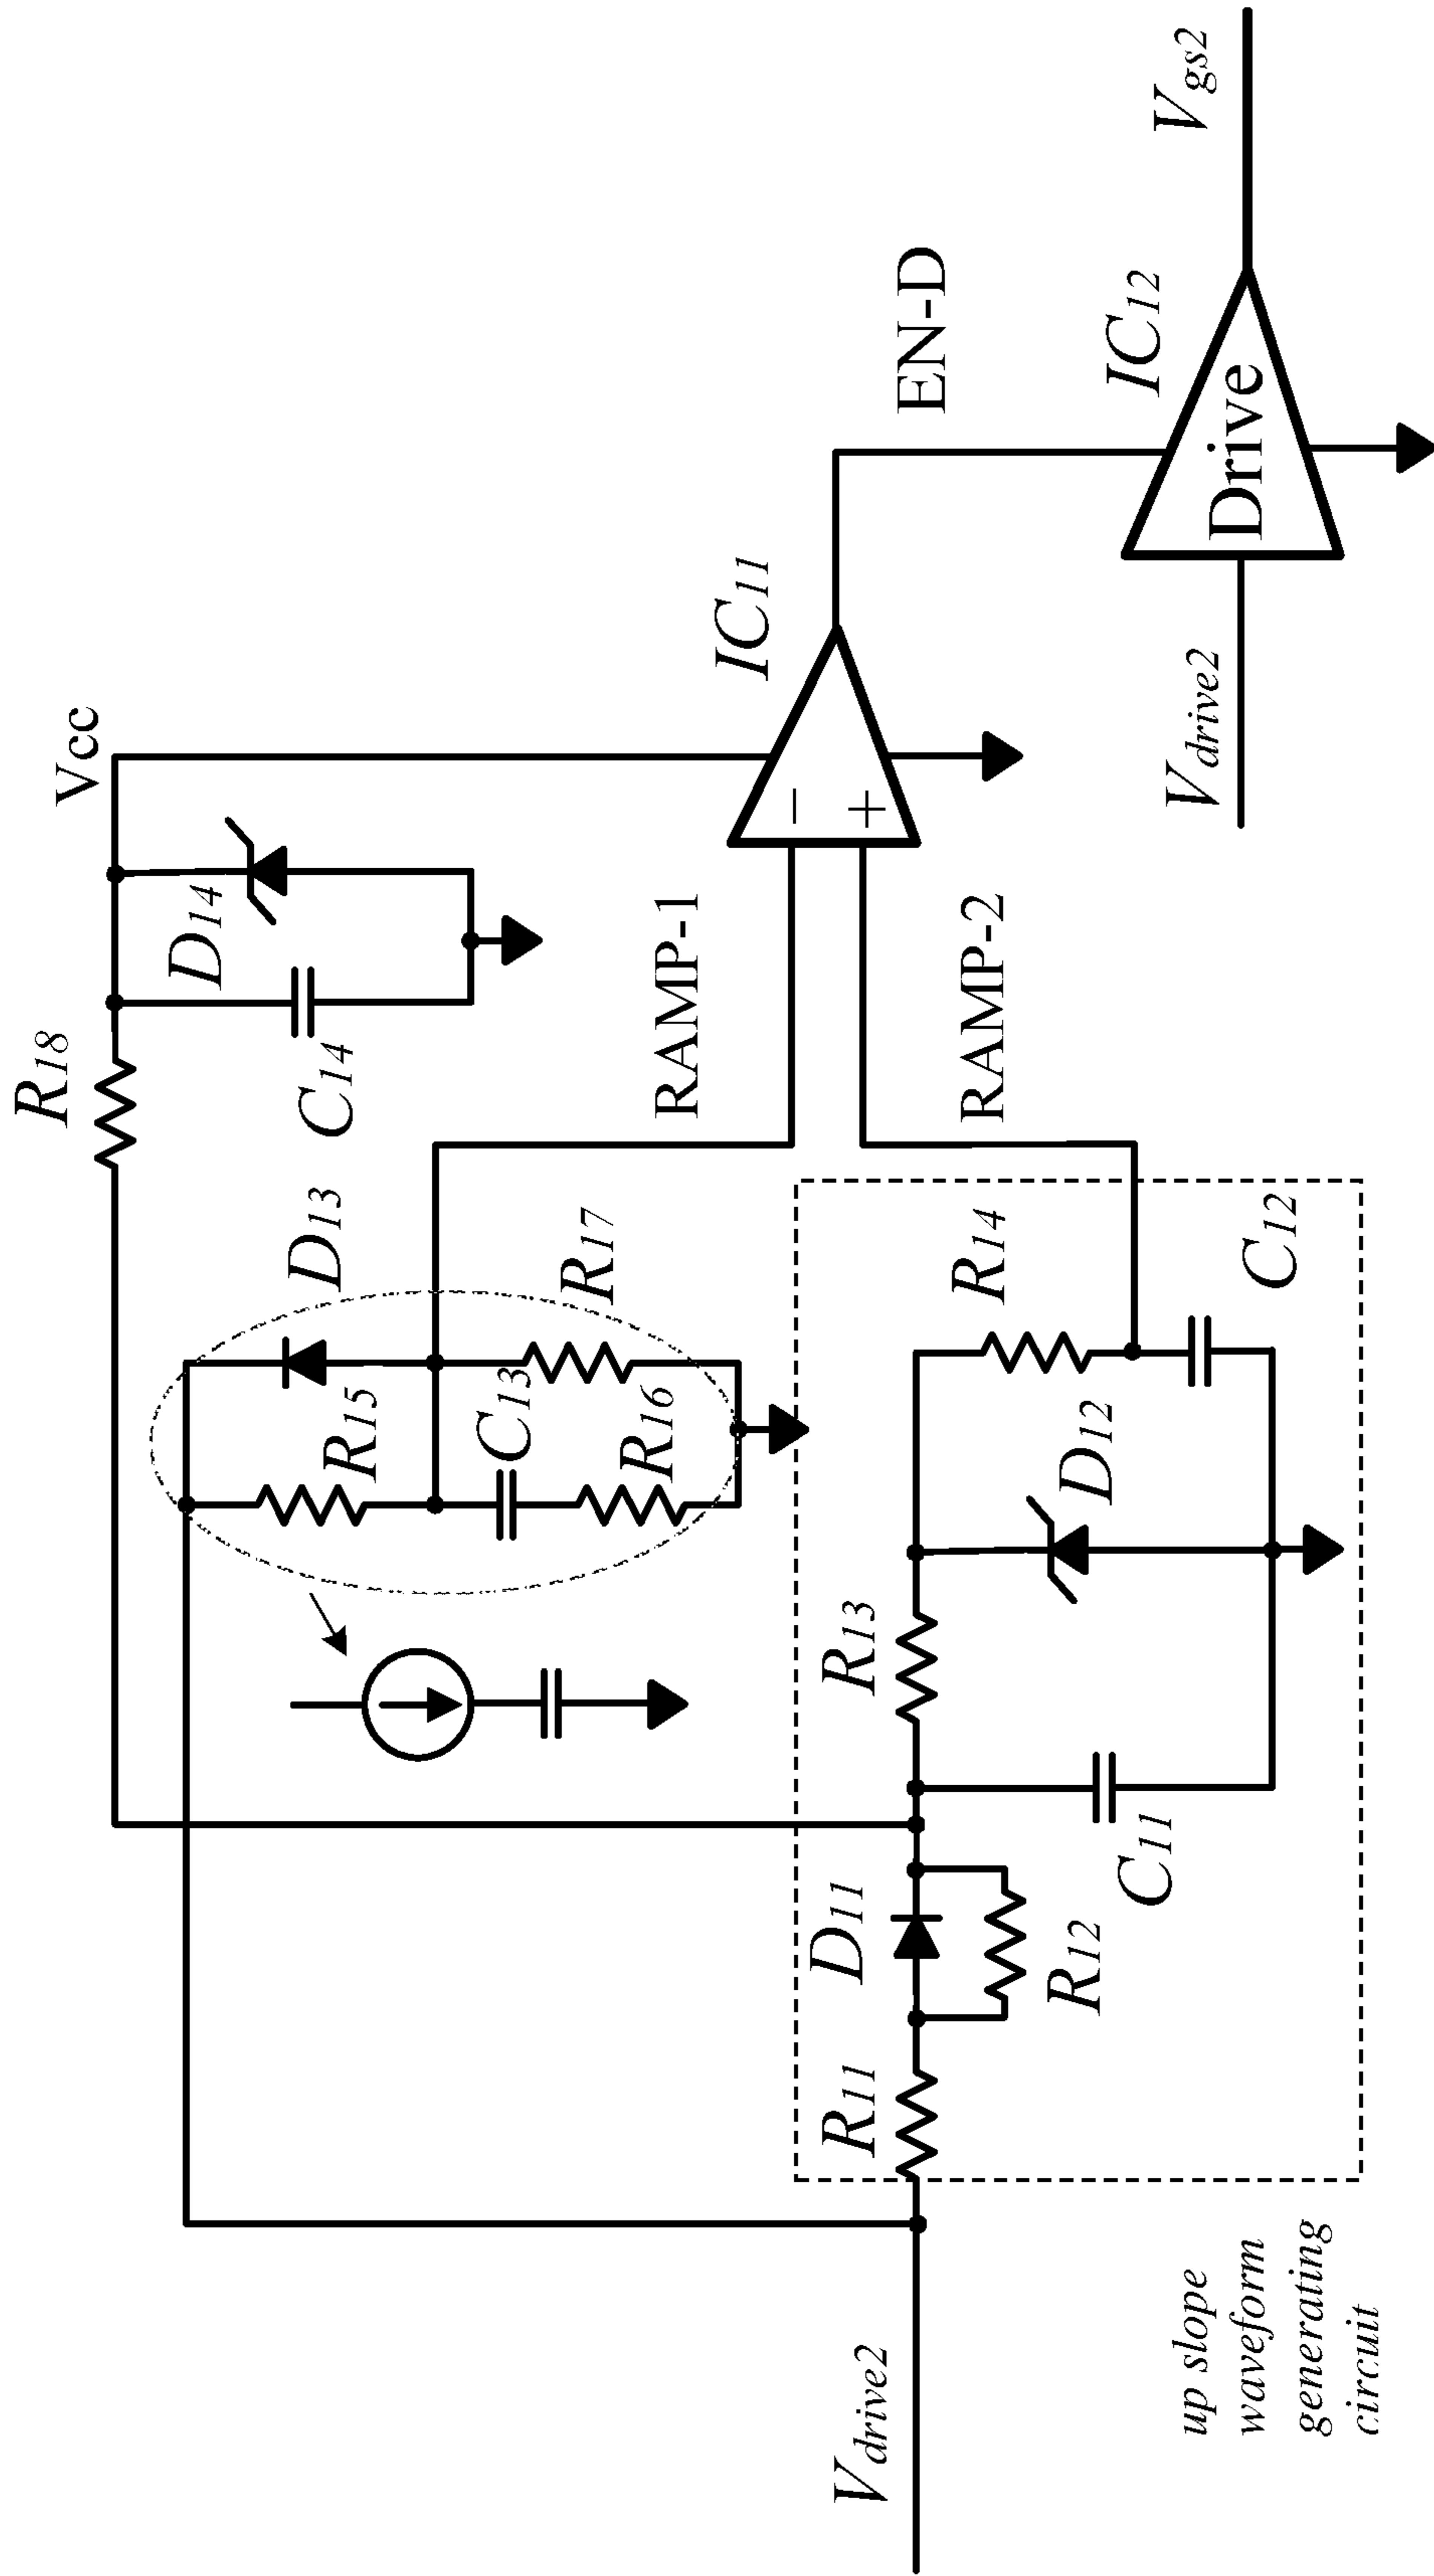 Vcc
R18
D14
C14
D13
R15
C13
R17
R16
RAMP-1
RAMP-2
IC11
EN-D
IC12
Drive
Vgs2
Vdrive2
R14
C12
D12
R13
C11
D11
R12
R11
Vdrive2
up slope
waveform
generating
circuit
−
+